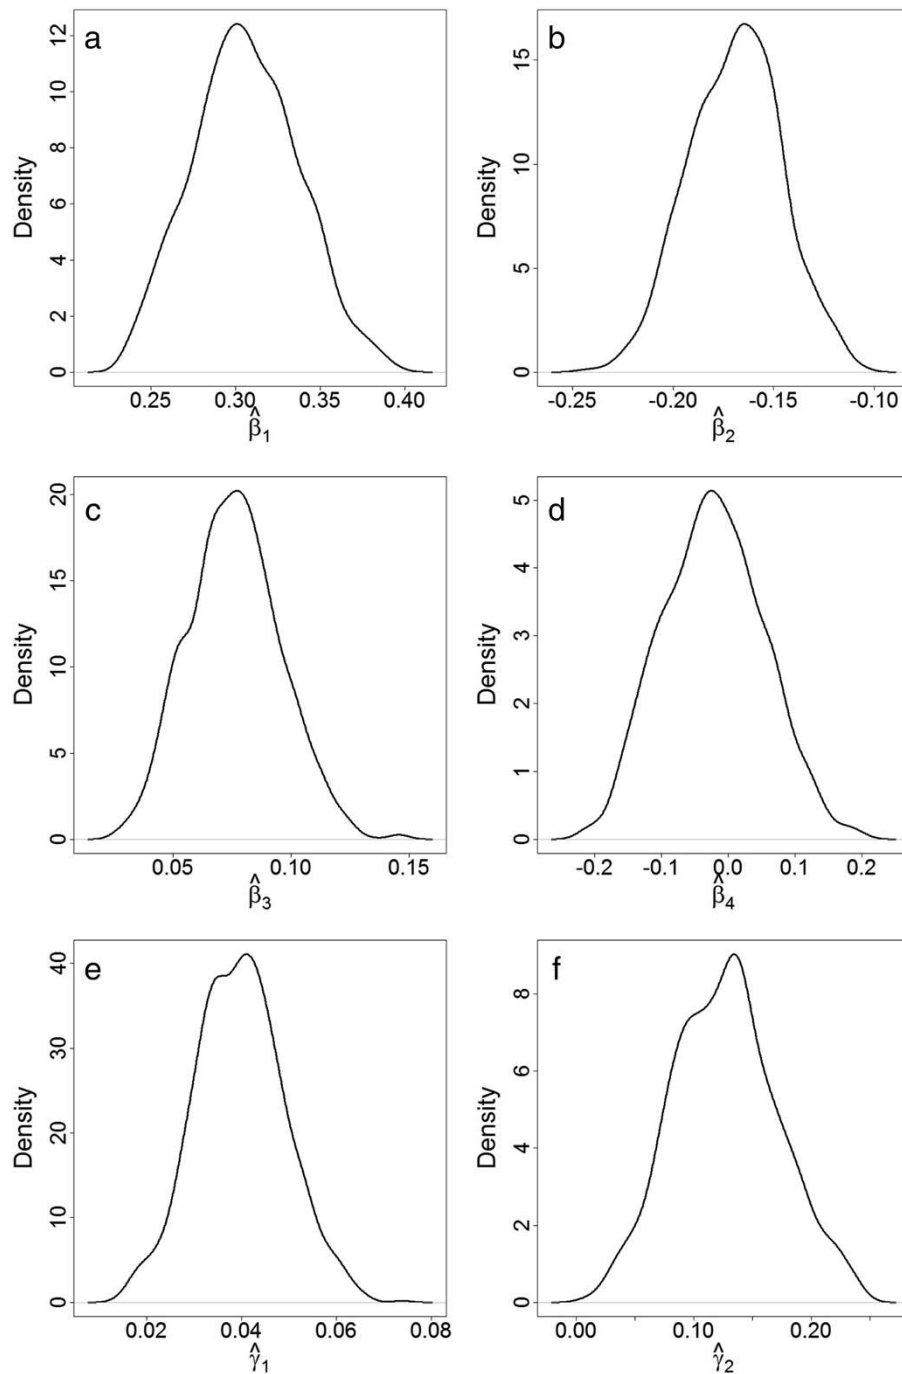 a
Density
0 2 4 6 8 10 12
0.25 0.30 0.35 0.40
β̂₁
b
Density
0 5 10 15
-0.25 -0.20 -0.15 -0.10
β̂₂
c
Density
0 5 10 15 20
0.05 0.10 0.15
β̂₃
d
Density
0 1 2 3 4 5
-0.2 -0.1 0.0 0.1 0.2
β̂₄
e
Density
0 10 20 30 40
0.02 0.04 0.06 0.08
γ̂₁
f
Density
0 2 4 6 8
0.00 0.10 0.20
γ̂₂